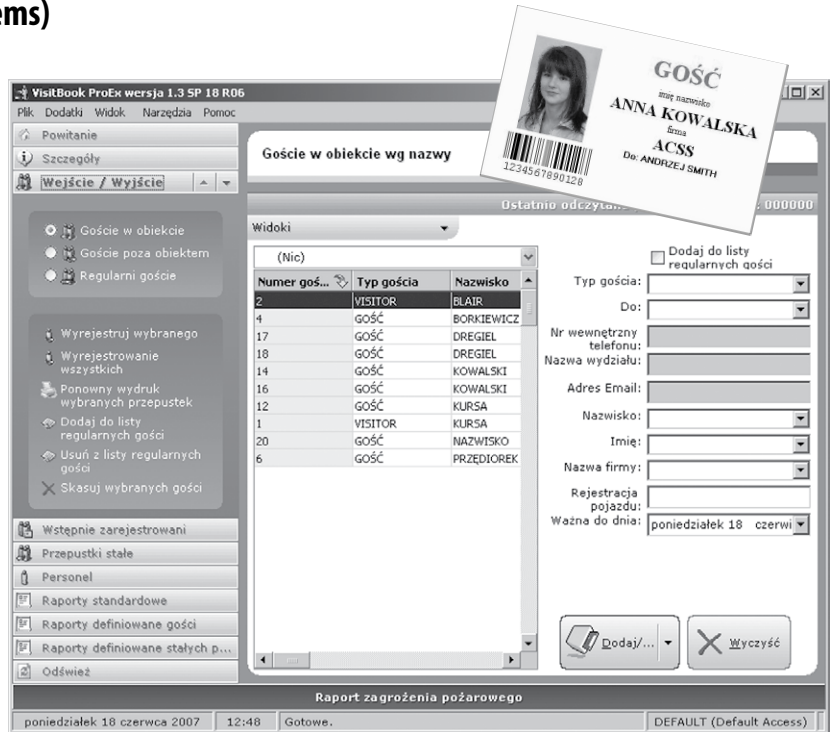 ems)
GOŚĆ
imię nazwisko
ANNA KOWALSKA
firma
ACSS
Do: ANDRZEJ SMITH
1234567890128
VisitBook ProEx wersja 1.3 SP 18 R06
Plik Dodatki Widok Narzędzia Pomoc
Powitanie
Szczegóły
Wejście / Wyjście
Goście w obiekcie
Goście poza obiektem
Regularni goście
Wyrejestruj wybranego
Wyrejestrowanie
wszystkich
Ponowny wydruk
wybranych przepustek
Dodaj do listy
regularnych gości
Usuń z listy regularnych
gości
Skasuj wybranych gości
Wstępnie zarejestrowani
Przepustki stałe
Personel
Raporty standardowe
Raporty definiowane gości
Raporty definiowane stałych p...
Odśwież
Goście w obiekcie wg nazwy
Ostatnio 000000
Widoki
(Nic)
Numer goś... Typ gościa Nazwisko
2 VISITOR BLAIR
4 GOŚĆ BORKIEWICZ
17 GOŚĆ DREGIEL
18 GOŚĆ DREGIEL
14 GOŚĆ KOWALSKI
16 GOŚĆ KOWALSKI
12 GOŚĆ KURSA
1 VISITOR KURSA
20 GOŚĆ NAZWISKO
6 GOŚĆ PRZĘDIOREK
Dodaj do listy
regularnych gości
Typ gościa:
Do:
Nr wewnętrzny
telefonu:
Nazwa wydziału:
Adres Email:
Nazwisko:
Imię:
Nazwa firmy:
Rejestracja
pojazdu:
Ważna do dnia: poniedziałek 18 czerwi
Dodaj/... Wyczyść
Raport zagrożenia pożarowego
poniedziałek 18 czerwca 2007 12:48 Gotowe. DEFAULT (Default Access)